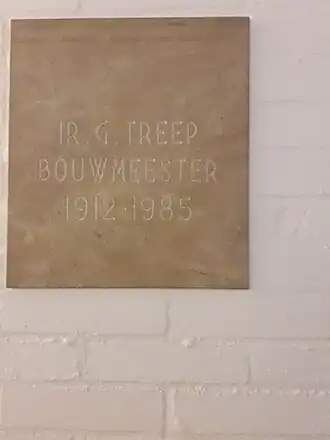 IR. G. TREEP
BOUWMEESTER
1912·1985